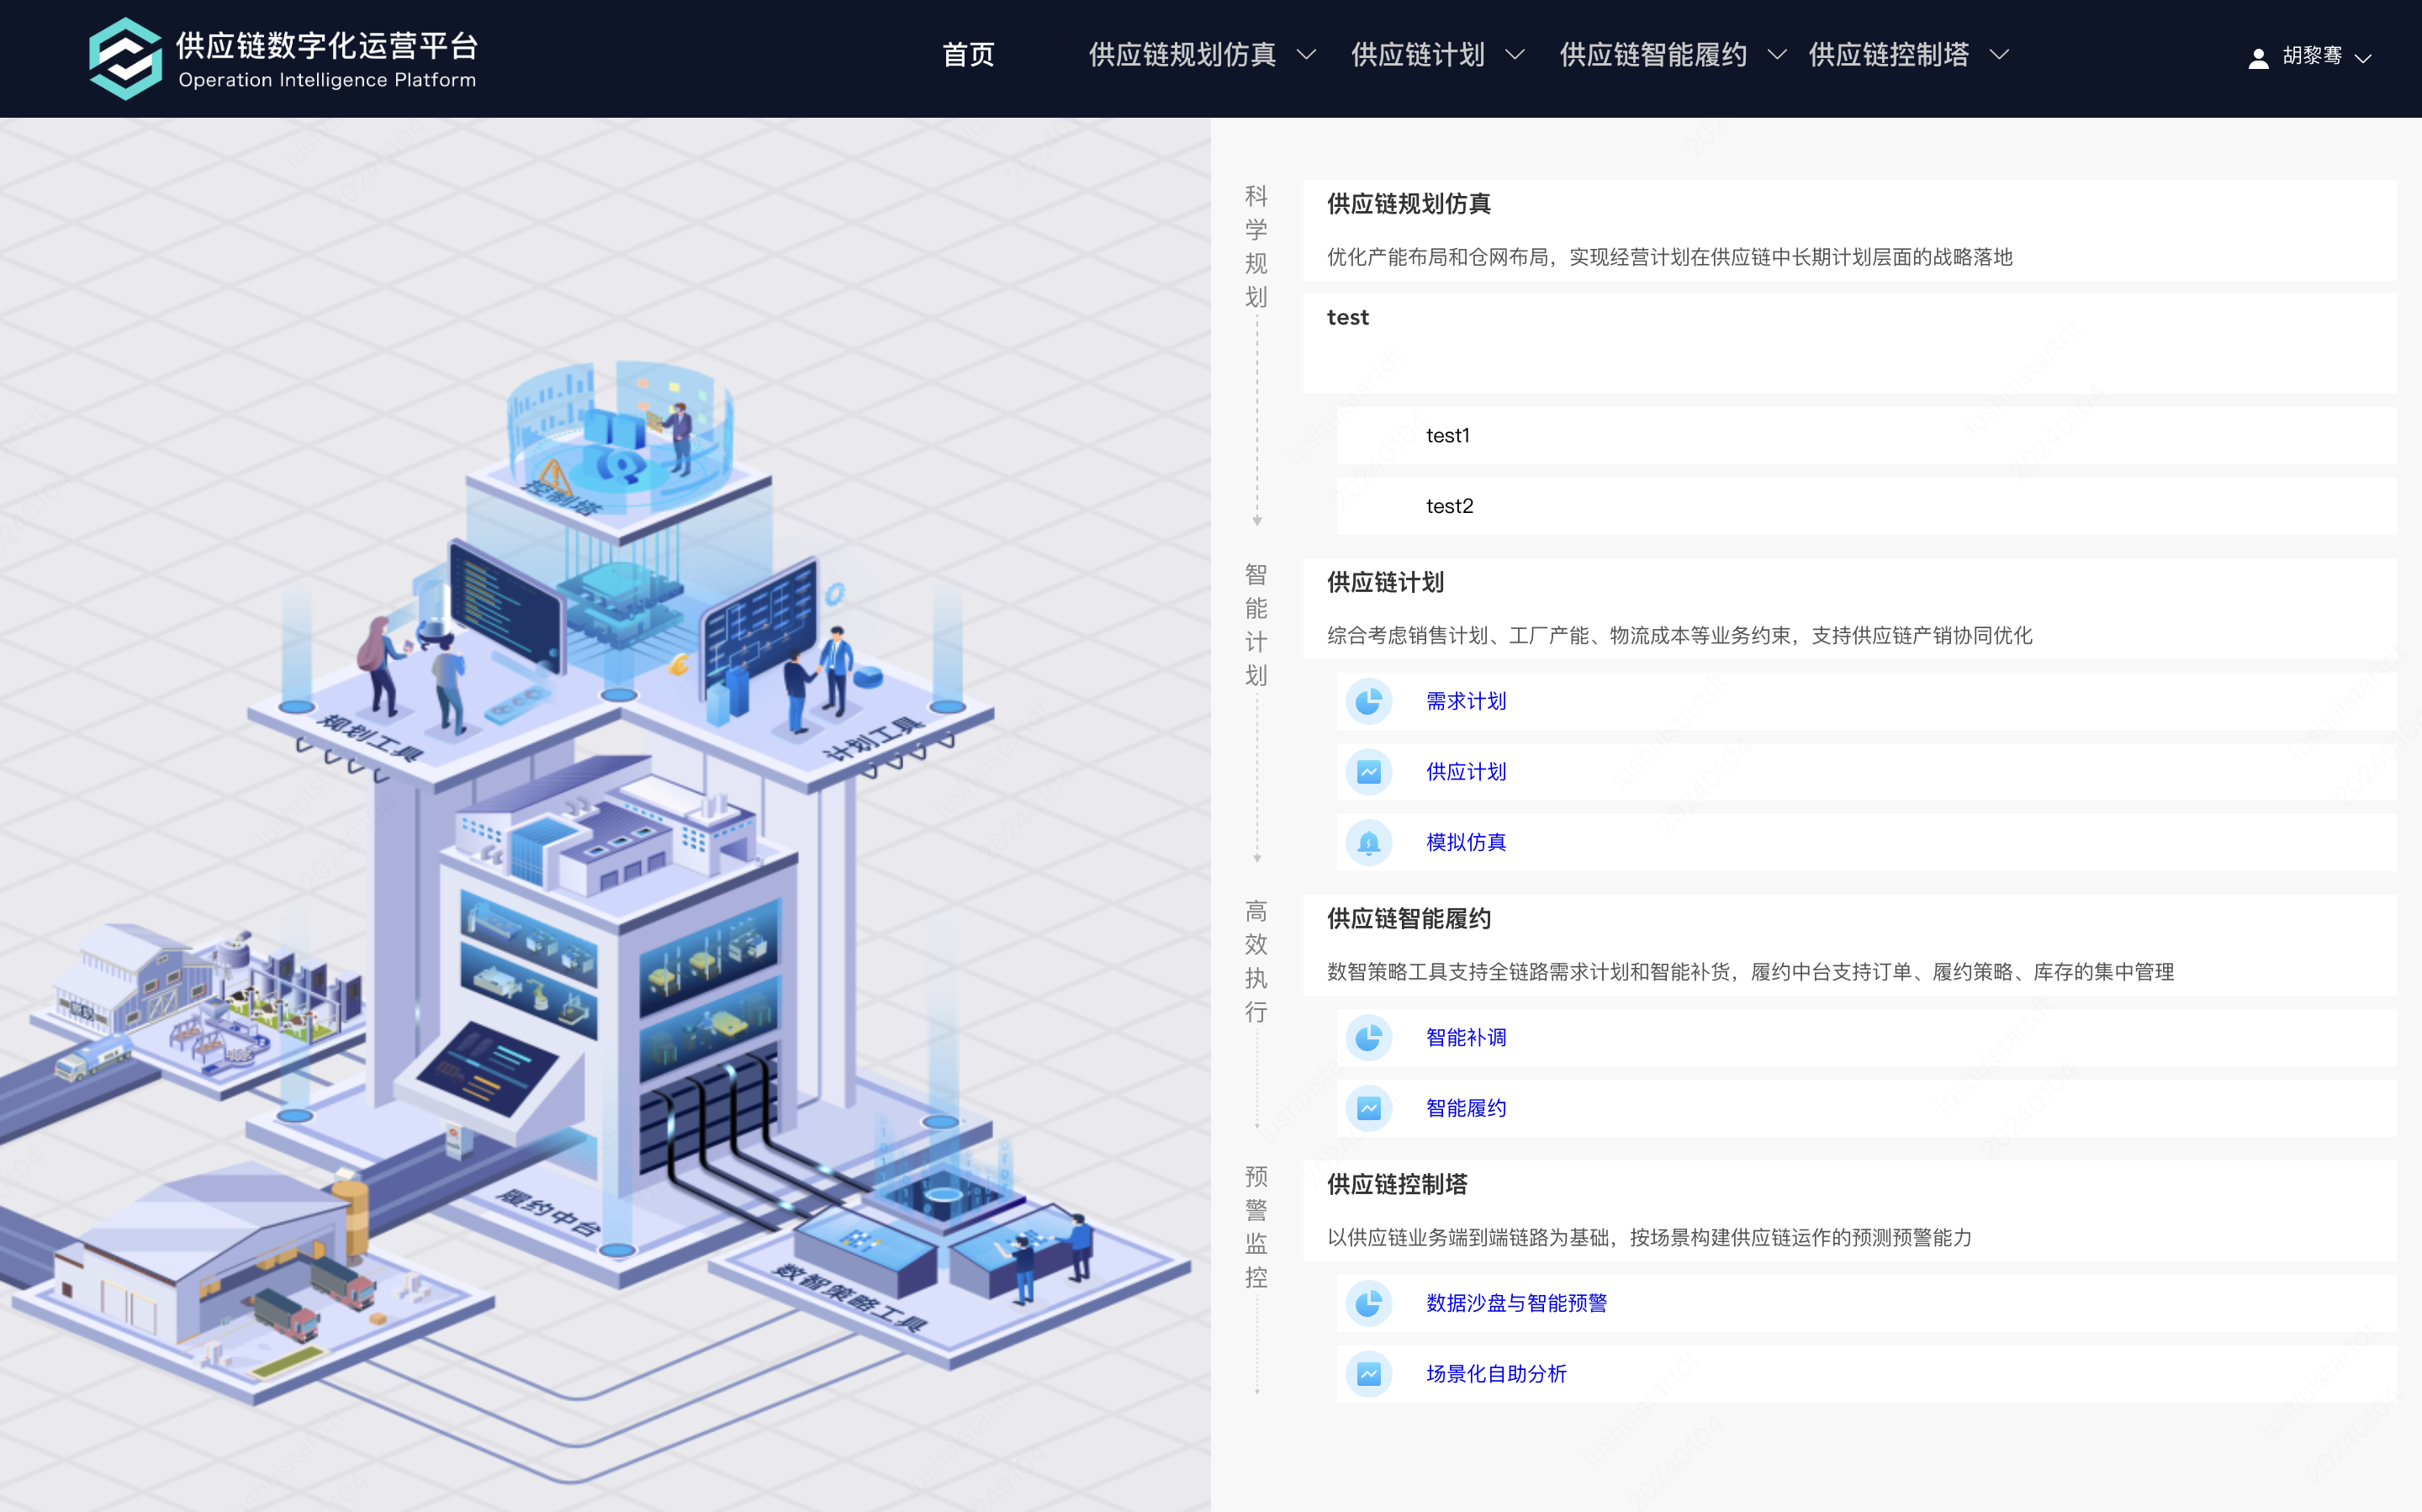 供应链数字化运营平台
Operation Intelligence Platform
首页
供应链规划仿真
供应链计划
供应链智能履约
供应链控制塔
胡黎骞
控制塔
规划工具
计划工具
履约中台
数智策略工具
科学规划
供应链规划仿真
优化产能布局和仓网布局，实现经营计划在供应链中长期计划层面的战略落地
test
test1
test2
智能计划
供应链计划
综合考虑销售计划、工厂产能、物流成本等业务约束，支持供应链产销协同优化
需求计划
供应计划
模拟仿真
高效执行
供应链智能履约
数智策略工具支持全链路需求计划和智能补货，履约中台支持订单、履约策略、库存的集中管理
智能补调
智能履约
预警监控
供应链控制塔
以供应链业务端到端链路为基础，按场景构建供应链运作的预测预警能力
数据沙盘与智能预警
场景化自助分析
lushuistartdt
20240104